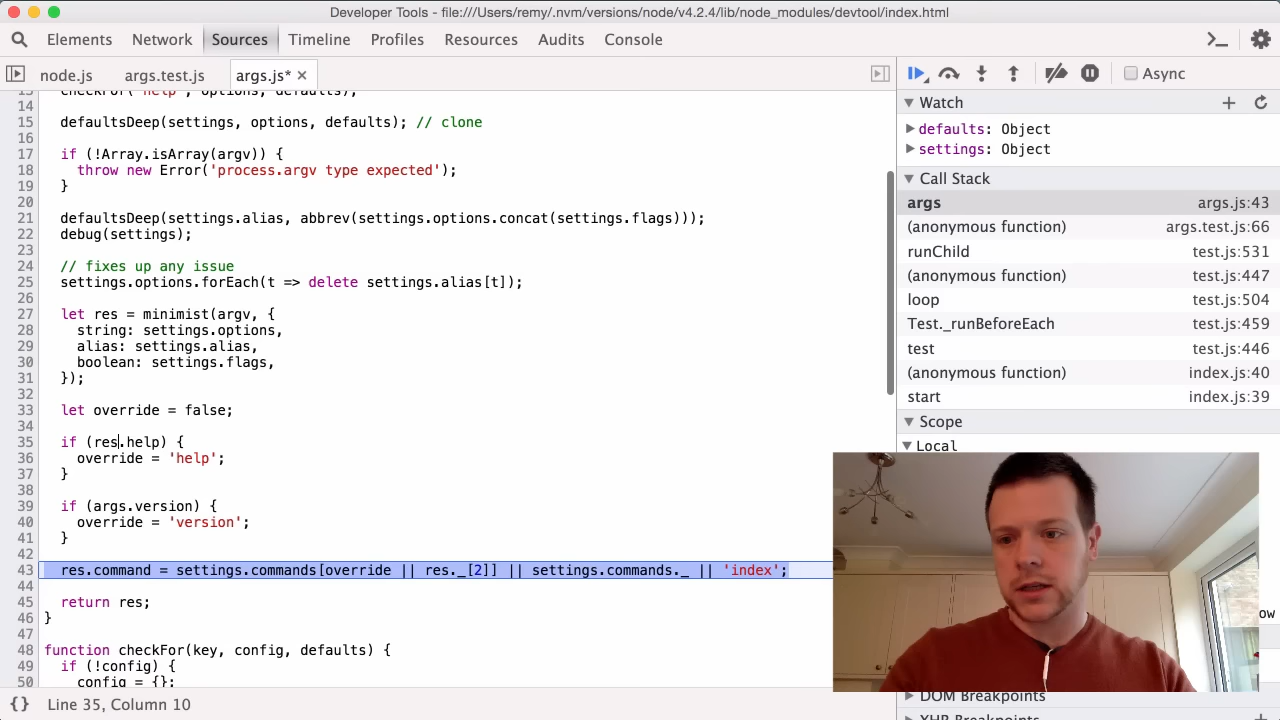 Developer Tools - file:///Users/remy/.nvm/versions/node/v4.2.4/lib/node_modules/devtool/index.html
Elements Network Sources Timeline Profiles Resources Audits Console
node.js args.test.js args.js* ×
Async
checkFor('help', options, defaults);
14
15 defaultsDeep(settings, options, defaults); // clone
16
17 if (!Array.isArray(argv)) {
18 throw new Error('process.argv type expected');
19 }
20
21 defaultsDeep(settings.alias, abbrev(settings.options.concat(settings.flags)));
22 debug(settings);
23
24 // fixes up any issue
25 settings.options.forEach(t => delete settings.alias[t]);
26
27 let res = minimist(argv, {
28 string: settings.options,
29 alias: settings.alias,
30 boolean: settings.flags,
31 });
32
33 let override = false;
34
35 if (res.help) {
36 override = 'help';
37 }
38
39 if (args.version) {
40 override = 'version';
41 }
42
43 res.command = settings.commands[override || res._[2]] || settings.commands._ || 'index';
44
45 return res;
46 }
47
48 function checkFor(key, config, defaults) {
49 if (!config) {
50 config = {};
{} Line 35, Column 10
Watch
defaults: Object
settings: Object
Call Stack
args args.js:43
(anonymous function) args.test.js:66
runChild test.js:531
(anonymous function) test.js:447
loop test.js:504
Test._runBeforeEach test.js:459
test test.js:446
(anonymous function) index.js:40
start index.js:39
Scope
Local
ow
DOM Breakpoints
XHR Breakpoints